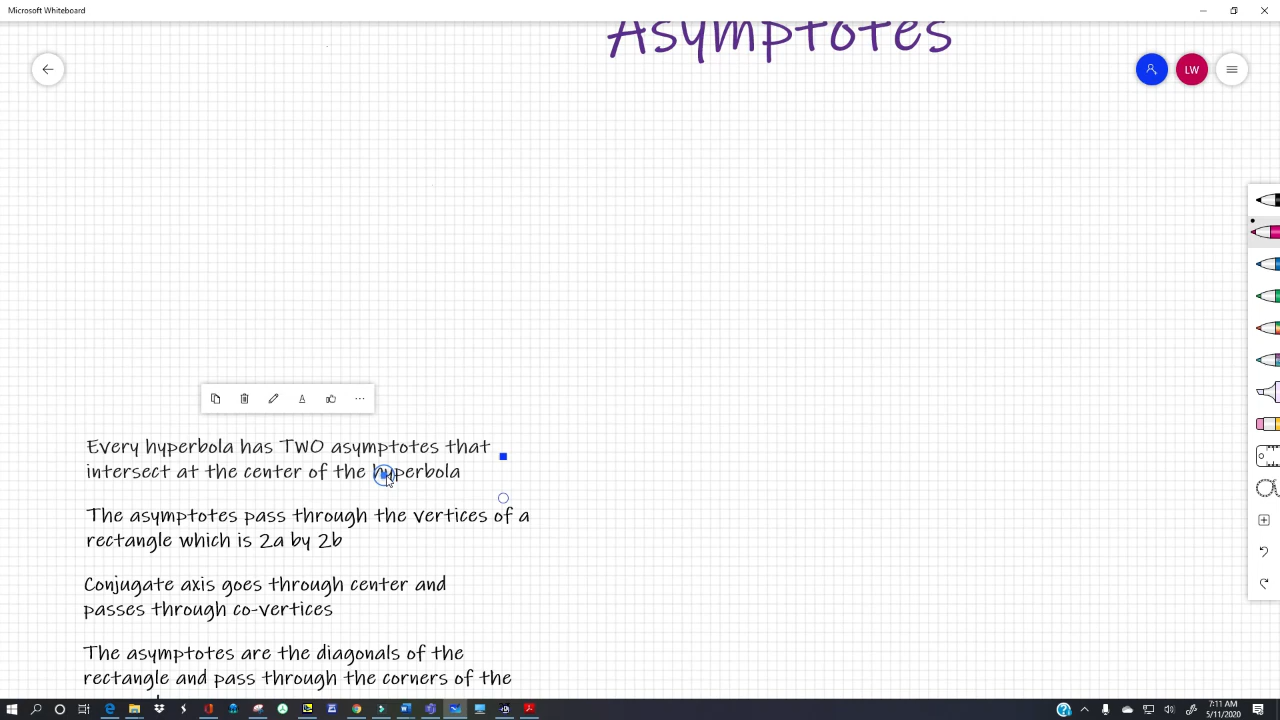 Microsoft Whiteboard
Asymptotes
LW
Every hyperbola has TWO asymptotes that
intersect at the center of the hyperbola
The asymptotes pass through the vertices of a
rectangle which is 2a by 2b
Conjugate axis goes through center and
passes through co-vertices
The asymptotes are the diagonals of the
rectangle and pass through the corners of the
7:11 AM
5/11/2020